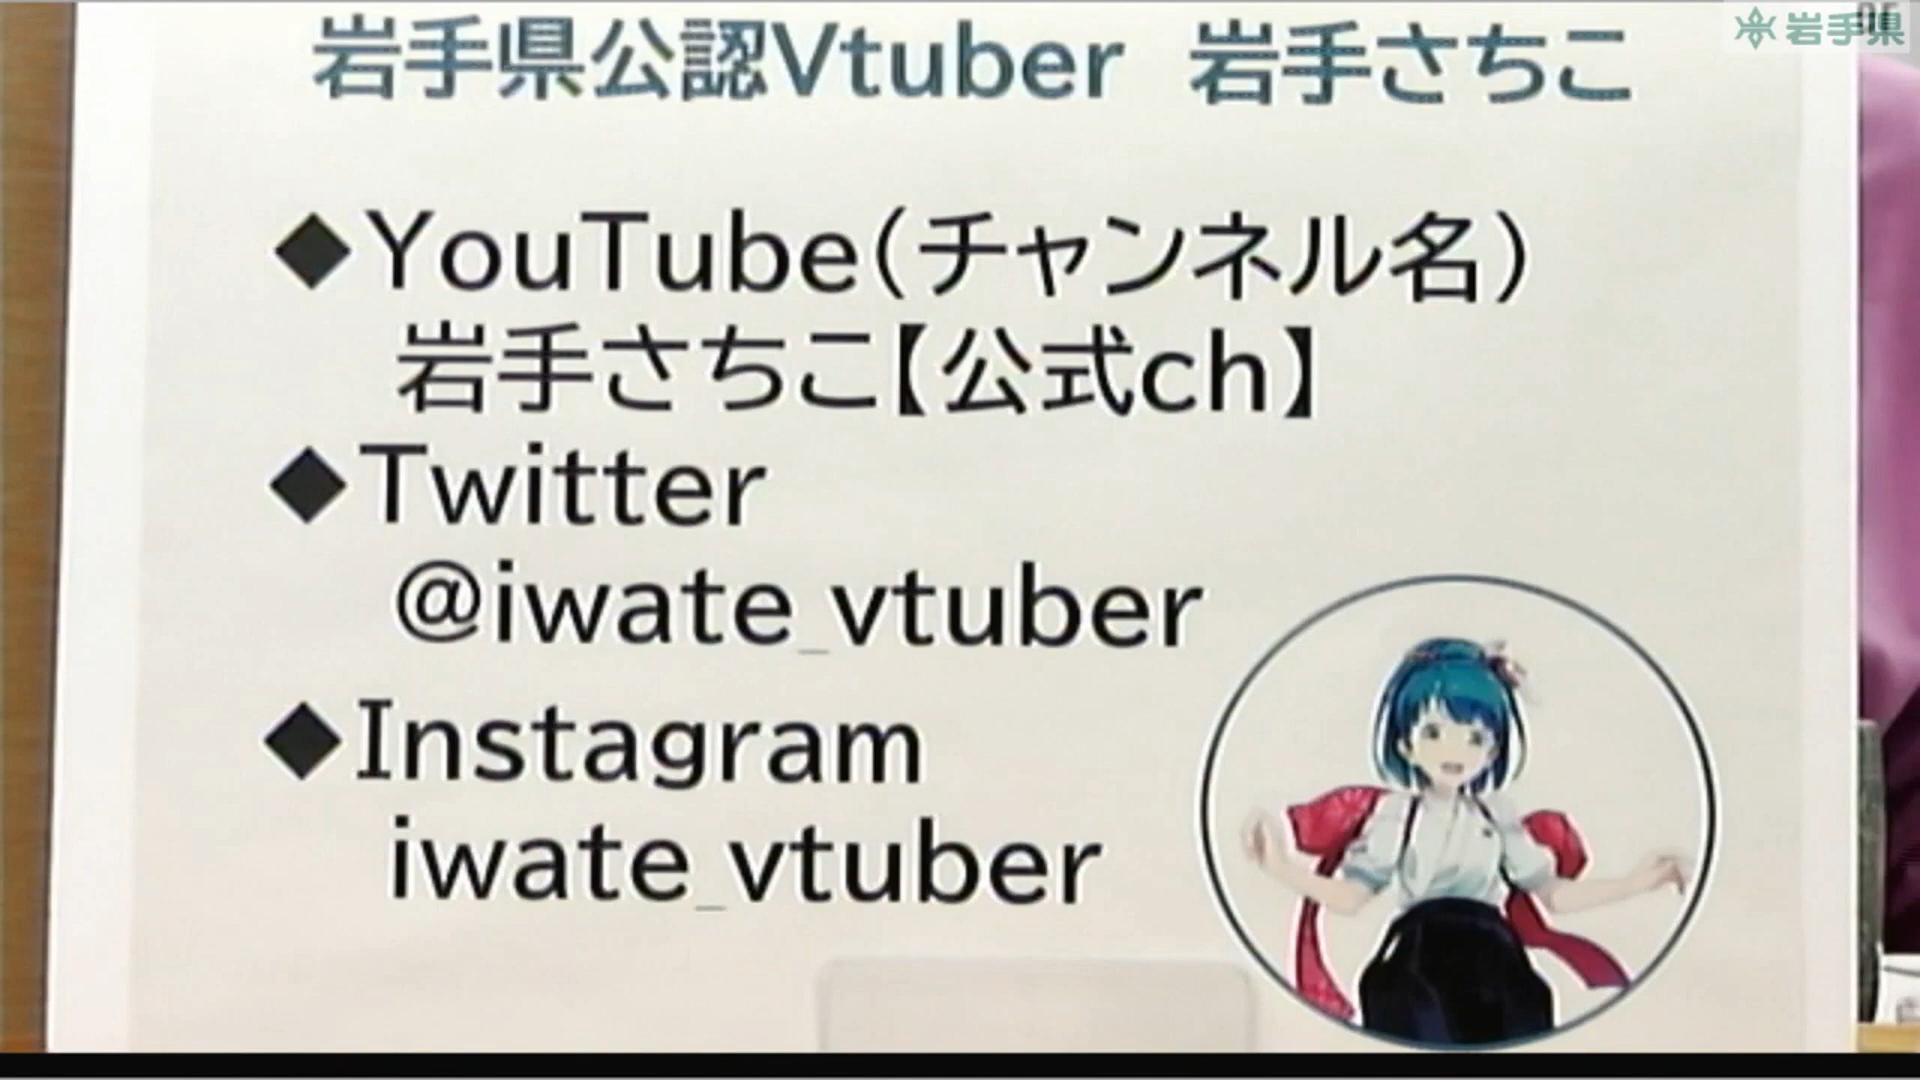 岩手県
岩手県公認Vtuber 岩手さちこ
◆YouTube（チャンネル名）
岩手さちこ【公式ch】
◆Twitter
@iwate_vtuber
◆Instagram
iwate_vtuber